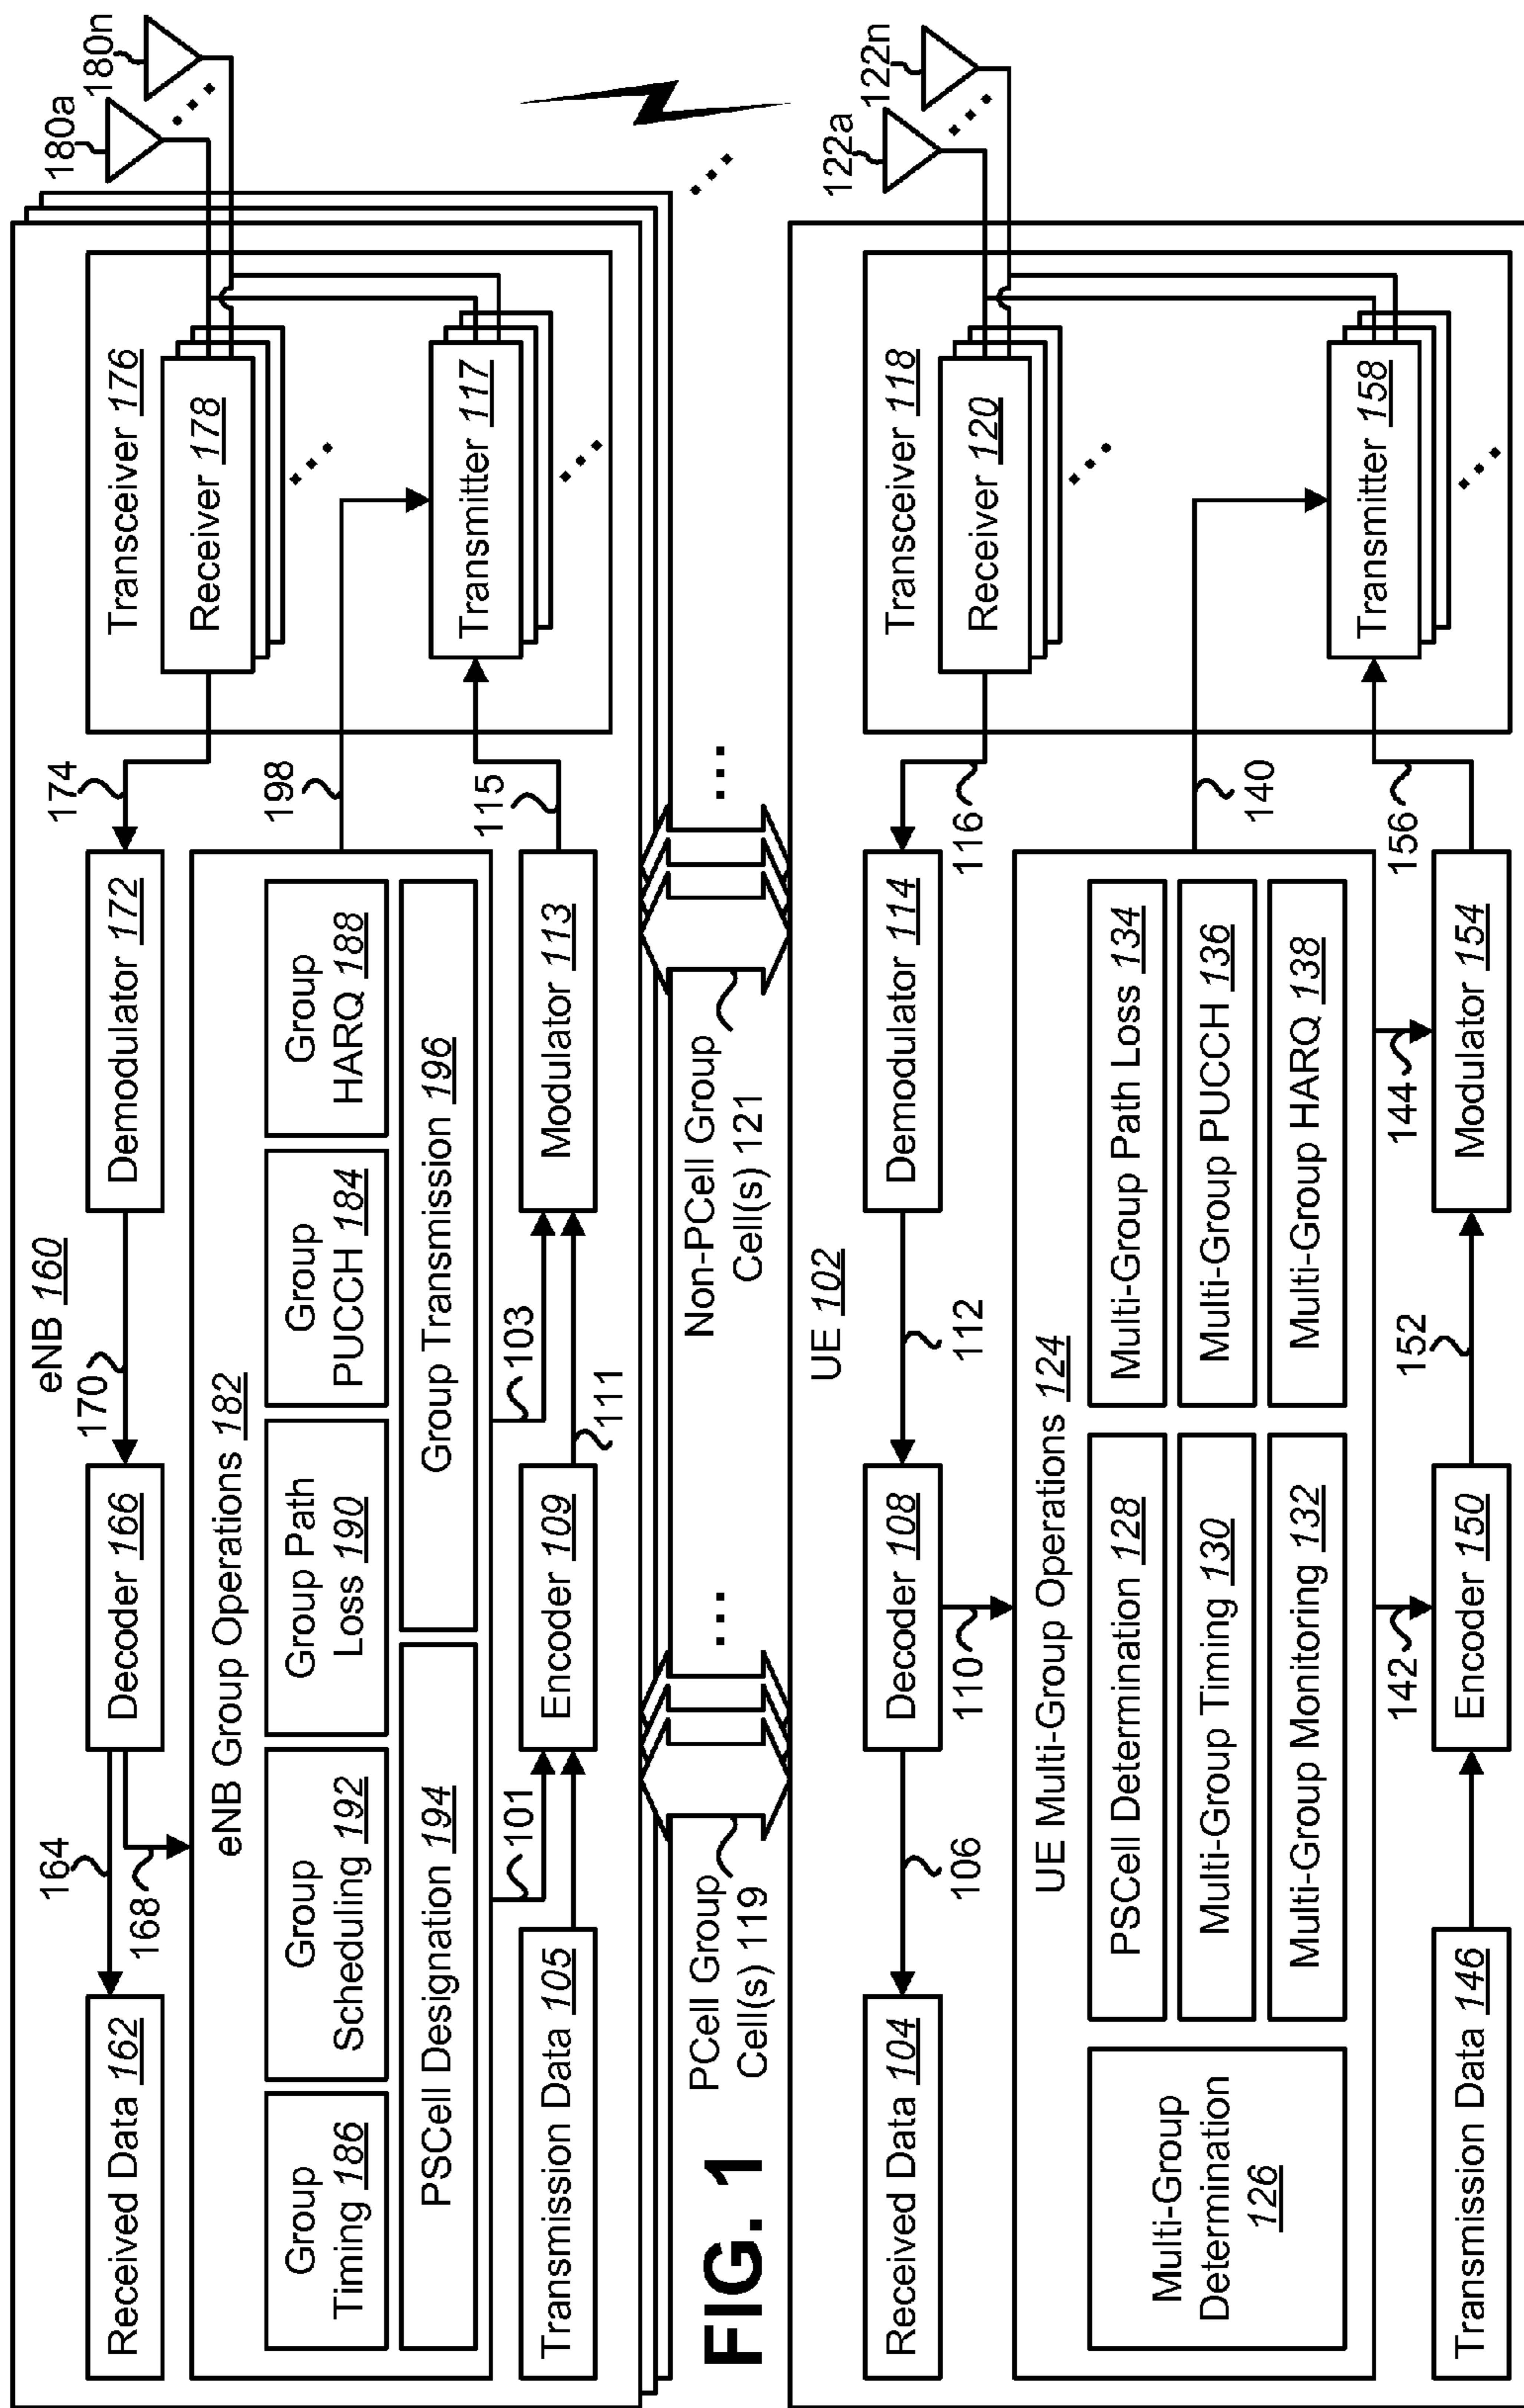 eNB 160
Received Data 162
164
168
Decoder 166
170
Demodulator 172
174
Transceiver 176
Receiver 178
180a
180n
eNB Group Operations 182
Group
Timing 186
Group
Scheduling 192
Group Path
Loss 190
Group
PUCCH 184
Group
HARQ 188
PSCell Designation 194
Group Transmission 196
198
Transmitter 117
101
103
Transmission Data 105
Encoder 109
111
Modulator 113
115
FIG. 1
PCell Group
Cell(s) 119
...
Non-PCell Group
Cell(s) 121
...
UE 102
Received Data 104
106
Decoder 108
110
112
Demodulator 114
116
Transceiver 118
Receiver 120
122a
122n
UE Multi-Group Operations 124
Multi-Group
Determination
126
PSCell Determination 128
Multi-Group Timing 130
Multi-Group Monitoring 132
Multi-Group Path Loss 134
Multi-Group PUCCH 136
Multi-Group HARQ 138
140
Transmitter 158
142
144
Transmission Data 146
Encoder 150
152
Modulator 154
156